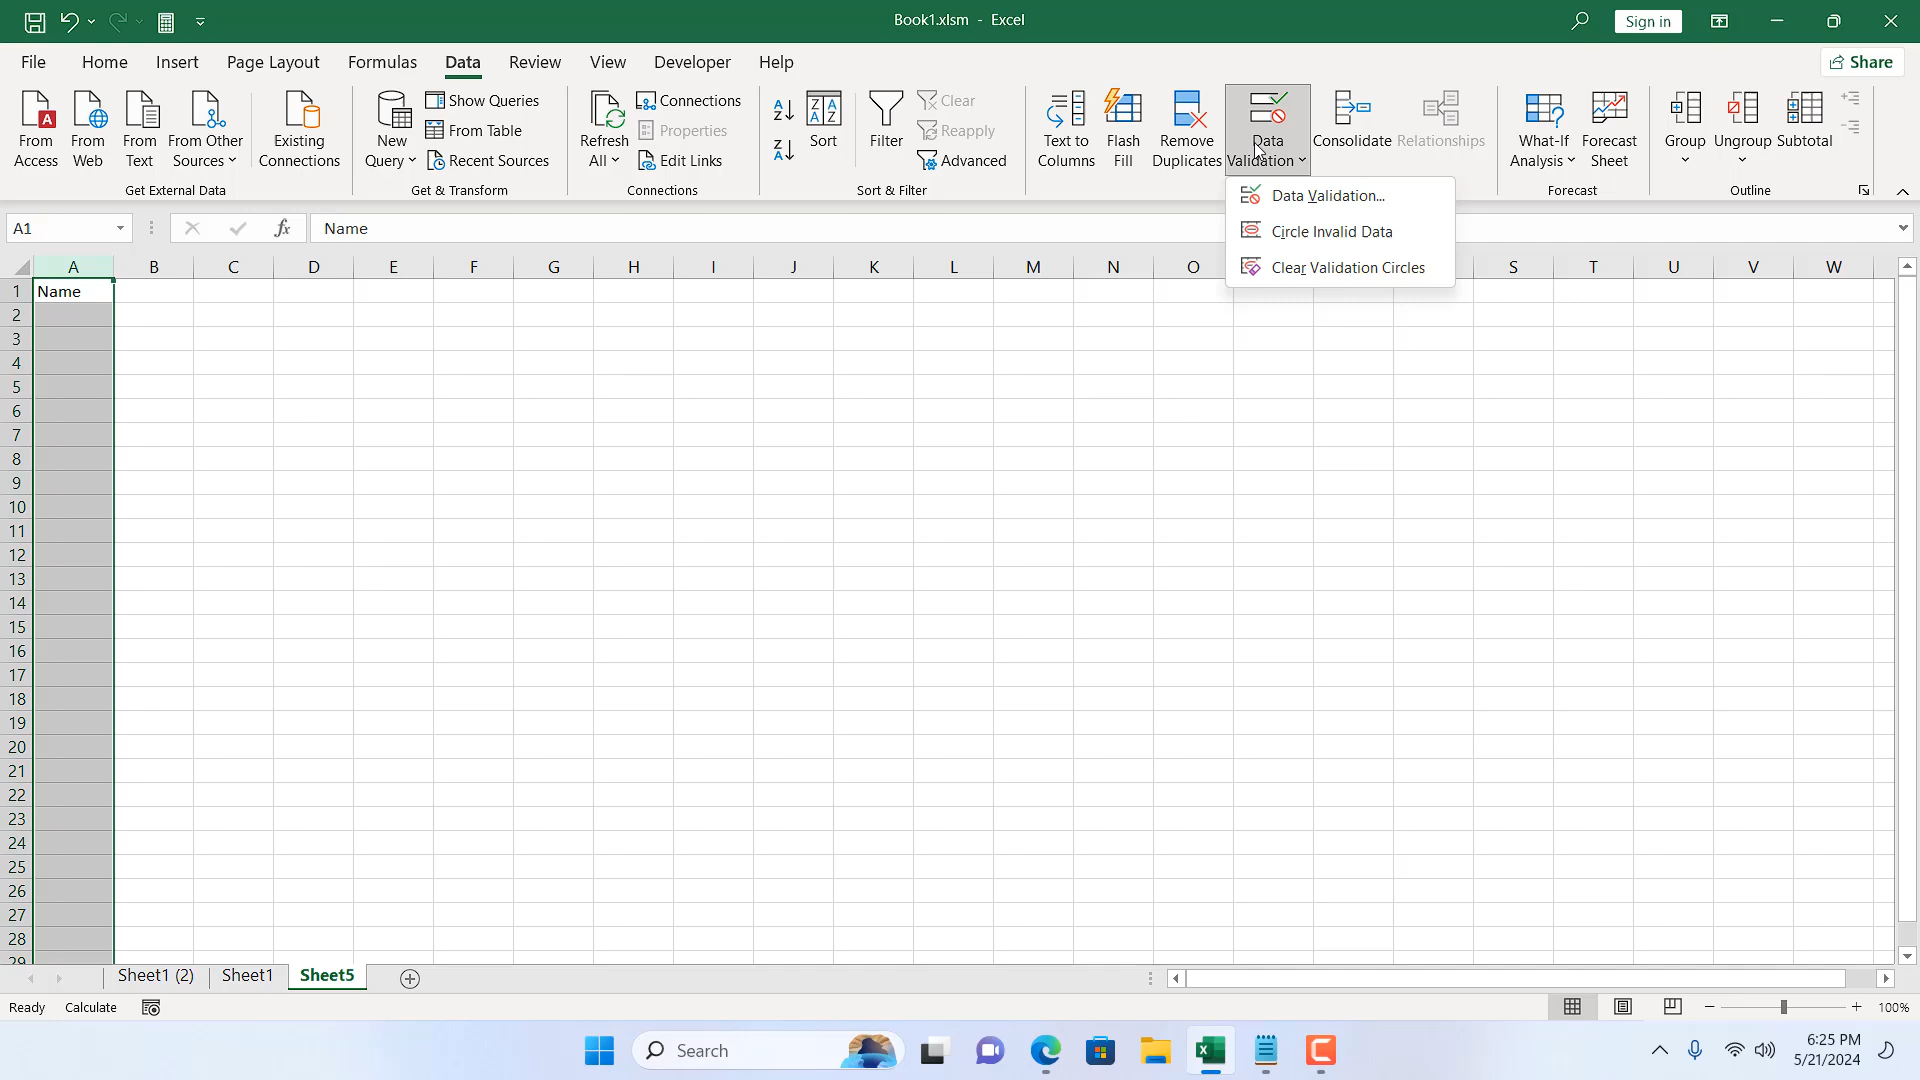 Book1.xlsm - Excel
Sign in
File Home Insert Page Layout Formulas Data Review View Developer Help
Share
From Access
From Web
From Text
From Other Sources
Existing Connections
Get External Data
New Query
Show Queries
From Table
Recent Sources
Get & Transform
Refresh All
Connections
Properties
Edit Links
Connections
Sort
Filter
Clear
Reapply
Advanced
Sort & Filter
Text to Columns
Flash Fill
Remove Duplicates
Data Validation
Consolidate
Relationships
What-If Analysis
Forecast Sheet
Forecast
Group
Ungroup
Subtotal
Outline
Data Validation...
Circle Invalid Data
Clear Validation Circles
A1
fx
Name
A B C D E F G H I J K L M N O S T U V W
1 Name
2
3
4
5
6
7
8
9
10
11
12
13
14
15
16
17
18
19
20
21
22
23
24
25
26
27
28
29
Sheet1 (2) Sheet1 Sheet5
Ready Calculate
100%
Search
6:25 PM
5/21/2024